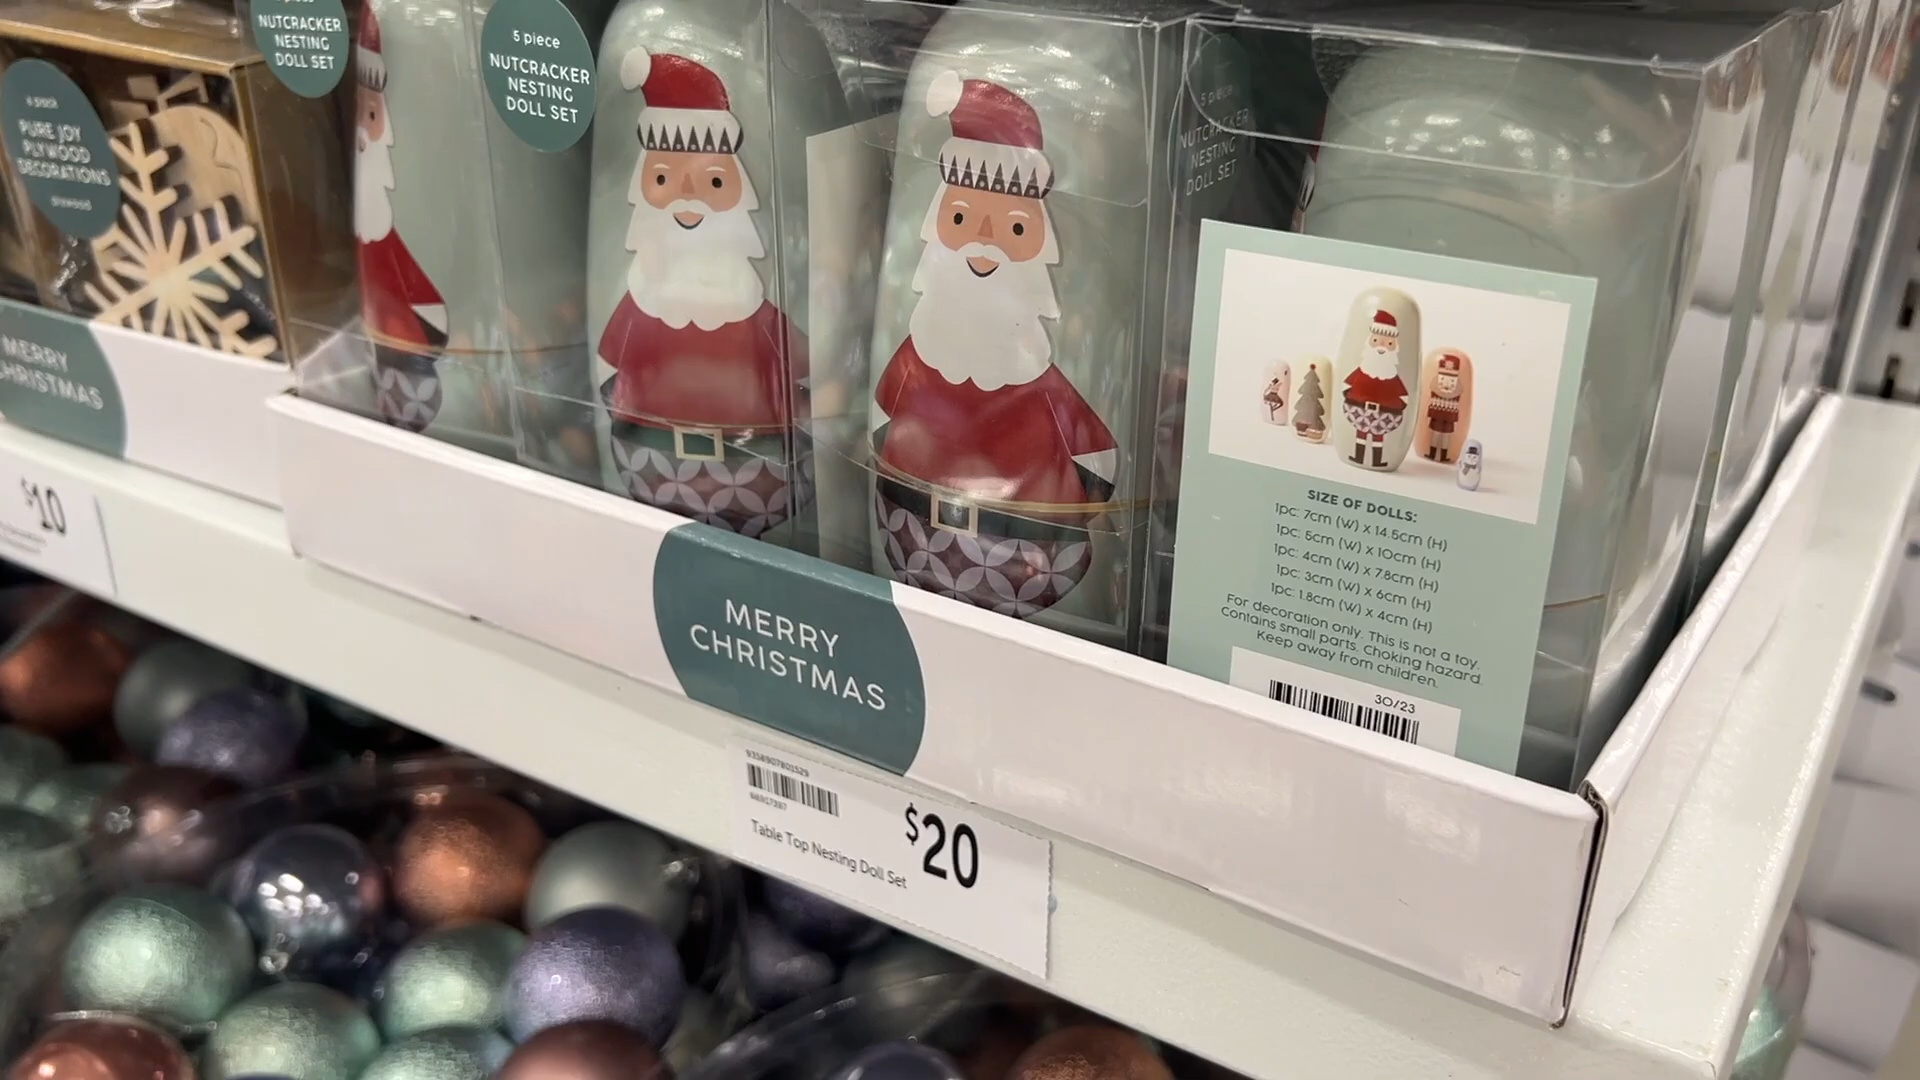 NUTCRACKER
NESTING
DOLL SET
5 piece
NUTCRACKER
NESTING
DOLL SET
PURE JOY
PLYWOOD
DECORATIONS
5 piece
NUTCRACKER
NESTING
DOLL SET
MERRY
CHRISTMAS
$10
SIZE OF DOLLS:
1pc: 7cm (W) x 14.5cm (H)
1pc: 5cm (W) x 10cm (H)
1pc: 4cm (W) x 7.8cm (H)
1pc: 3cm (W) x 6cm (H)
1pc: 1.8cm (W) x 4cm (H)
For decoration only. This is not a toy.
Contains small parts. Choking hazard.
Keep away from children.
30/23
MERRY
CHRISTMAS
9358907801529
$20
Table Top Nesting Doll Set